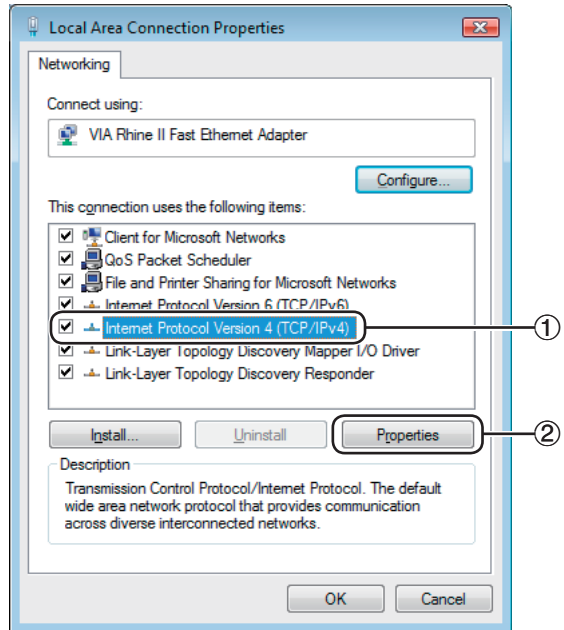 Local Area Connection Properties
Networking
Connect using:
VIA Rhine II Fast Ethernet Adapter
Configure...
This connection uses the following items:
Client for Microsoft Networks
QoS Packet Scheduler
File and Printer Sharing for Microsoft Networks
Internet Protocol Version 6 (TCP/IPv6)
Internet Protocol Version 4 (TCP/IPv4)
①
Link-Layer Topology Discovery Mapper I/O Driver
Link-Layer Topology Discovery Responder
Install...
Uninstall
Properties
②
Description
Transmission Control Protocol/Internet Protocol. The default
wide area network protocol that provides communication
across diverse interconnected networks.
OK
Cancel